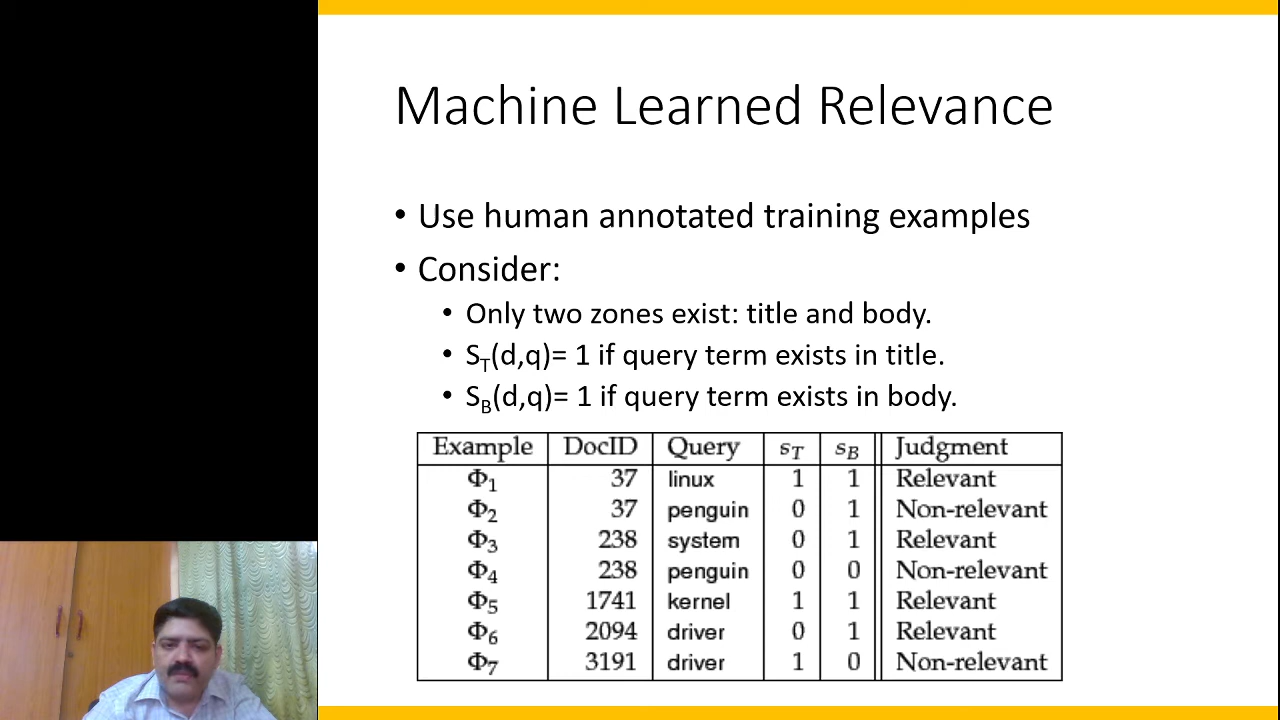 Machine Learned Relevance
• Use human annotated training examples
• Consider:
• Only two zones exist: title and body.
• S_T(d,q)= 1 if query term exists in title.
• S_B(d,q)= 1 if query term exists in body.
Example DocID Query s_T s_B Judgment
Φ₁ 37 linux 1 1 Relevant
Φ₂ 37 penguin 0 1 Non-relevant
Φ₃ 238 system 0 1 Relevant
Φ₄ 238 penguin 0 0 Non-relevant
Φ₅ 1741 kernel 1 1 Relevant
Φ₆ 2094 driver 0 1 Relevant
Φ₇ 3191 driver 1 0 Non-relevant